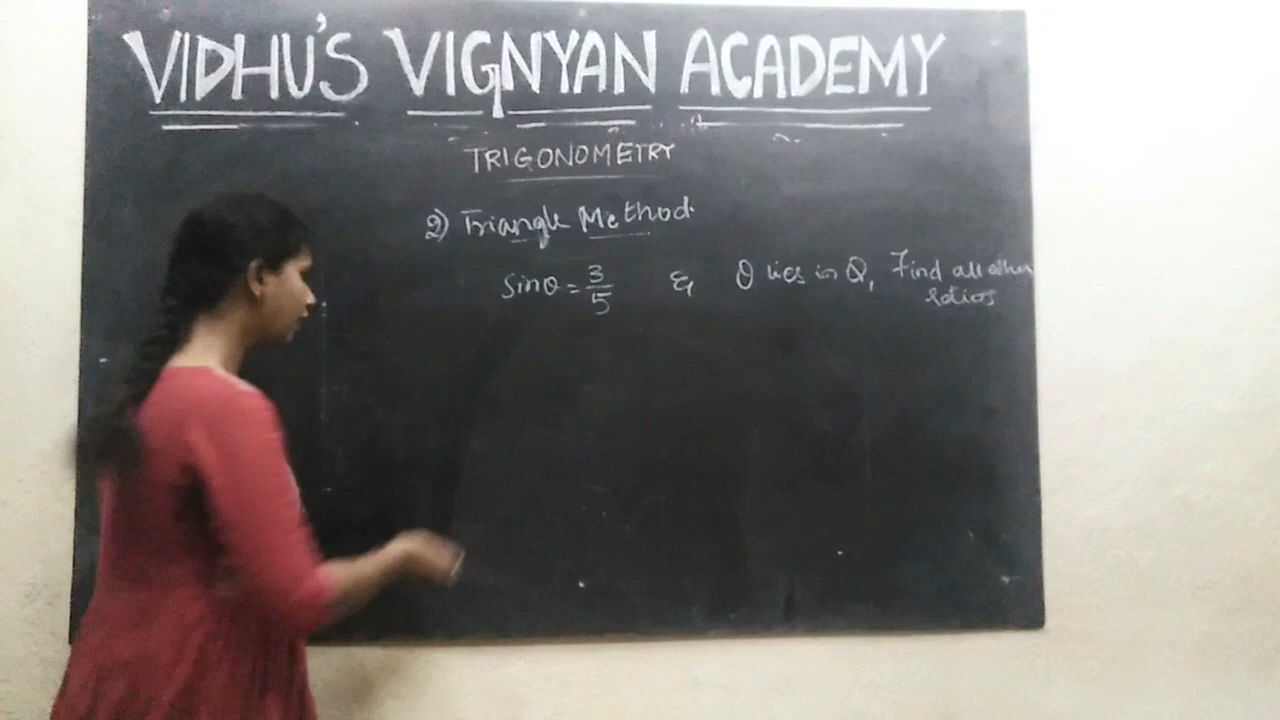 VIDHU'S VIGNYAN ACADEMY
TRIGONOMETRY
2) Triangle Method.
Sinθ = 3/5 & θ lies in Q, Find all other
ratios